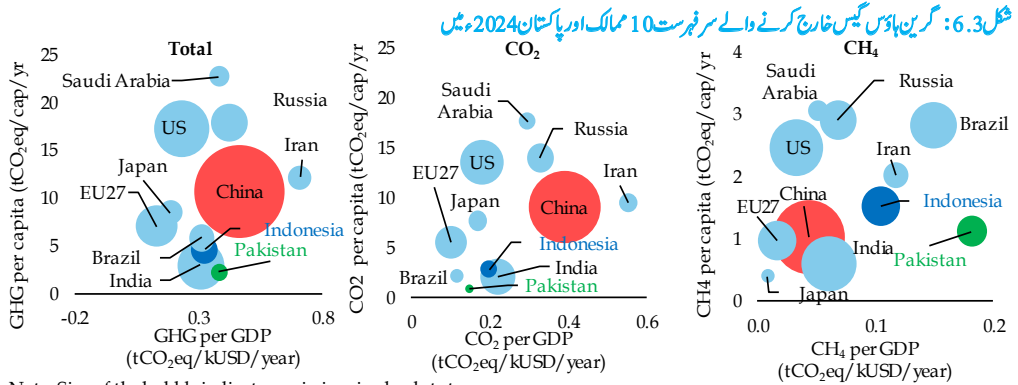 شکل 6.3: گرین ہاؤس گیس خارج کرنے والے سرفہرست 10 ممالک اور پاکستان 2024ء میں
Total
GHG per capita (tCO2eq/cap/yr
25
20
15
10
5
0
-0.2
0.3
0.8
Saudi Arabia
Russia
US
Iran
Japan
EU27
China
Indonesia
Pakistan
Brazil
India
GHG per GDP
(tCO2eq/kUSD/year)
CO2
CO2 per capita (tCO2eq/cap/yr
25
20
15
10
5
0
0
0.2
0.4
0.6
Saudi
Arabia
Russia
US
EU27
Iran
Japan
China
Indonesia
Brazil
India
Pakistan
CO2 per GDP
(tCO2eq/kUSD/year)
CH4
CH4 per capita (tCO2eq/cap/yr
4
3
2
1
0
0.0
0.1
0.2
Saudi
Arabia
Russia
Brazil
US
Iran
China
EU27
Indonesia
India
Pakistan
Japan
CH4 per GDP
(tCO2eq/kUSD/year)